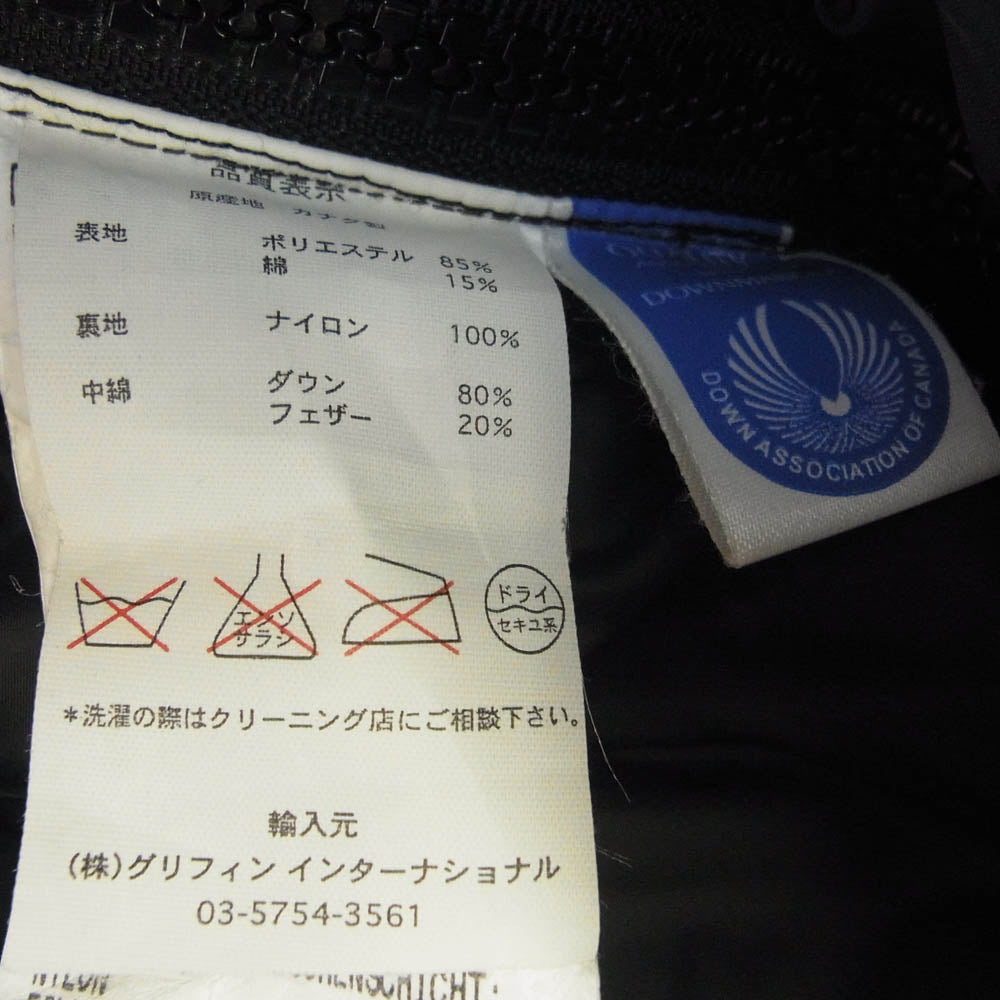 品質表示
原産地 カナダ製
表地 ポリエステル 85%
綿 15%
裏地 ナイロン 100%
中綿 ダウン 80%
フェザー 20%
エンソ
サラシ
ドライ
セキユ系
*洗濯の際はクリーニング店にご相談下さい。
輸入元
(株)グリフィン インターナショナル
03-5754-3561
NYLON
DOWN ASSOCIATION OF CANADA